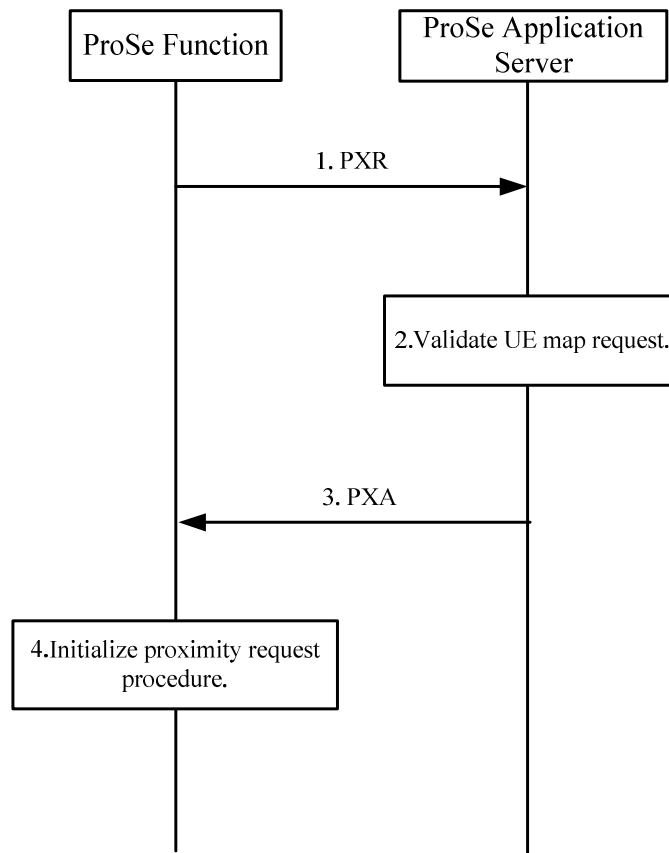 ProSe Function
ProSe Application
Server
1. PXR
2.Validate UE map request.
3. PXA
4.Initialize proximity request
procedure.